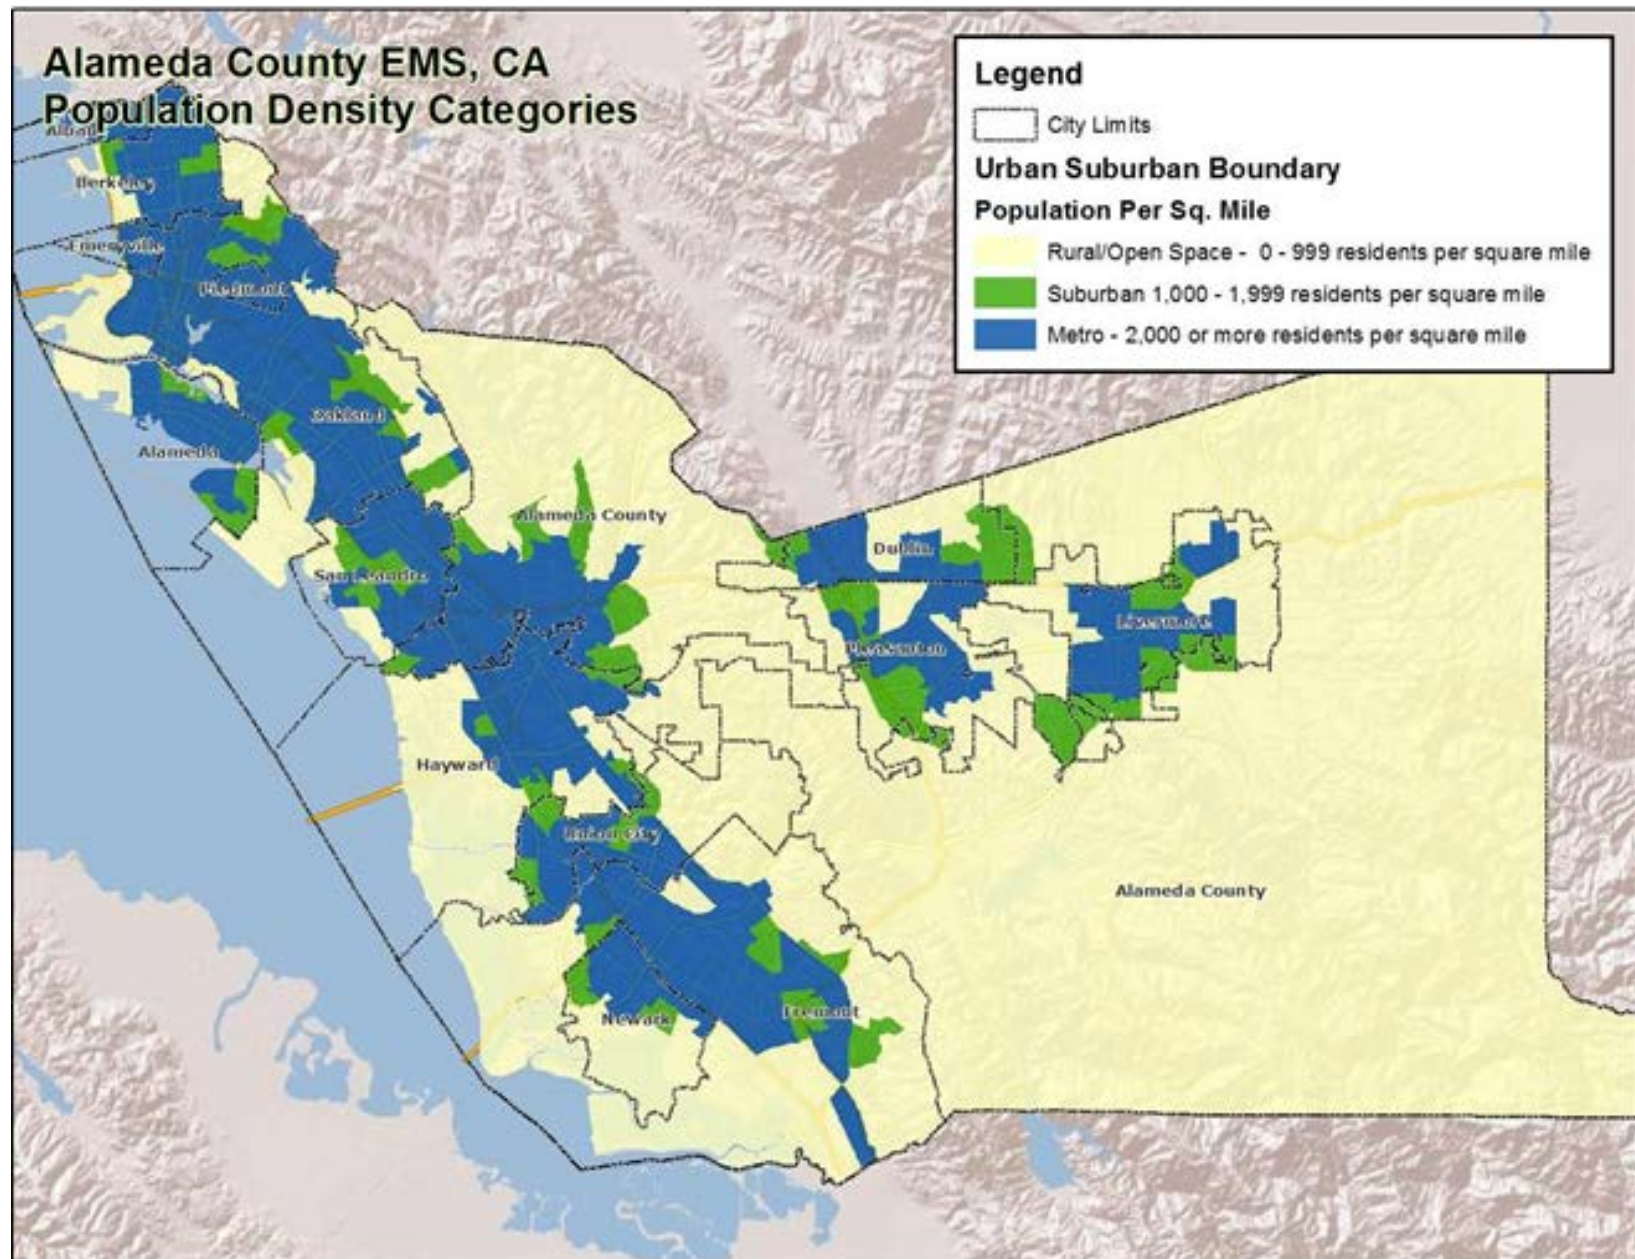 Alameda County EMS, CA
Population Density Categories
Legend
City Limits
Urban Suburban Boundary
Population Per Sq. Mile
Rural/Open Space - 0 - 999 residents per square mile
Suburban 1,000 - 1,999 residents per square mile
Metro - 2,000 or more residents per square mile
Berkeley
Emeryville
Piedmont
Oakland
Alameda
Alameda County
San Leandro
Dublin
Livermore
Pleasanton
Hayward
Union City
Alameda County
Newark
Fremont